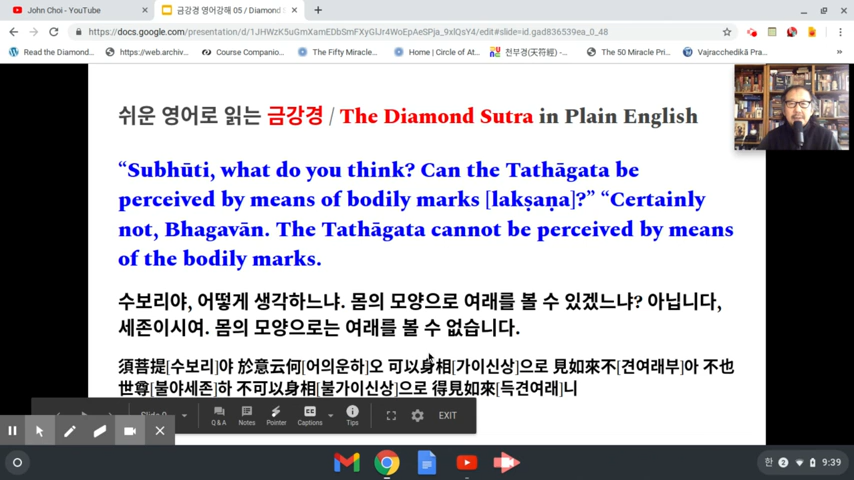 John Choi - YouTube
금강경 영어강해 05 / Diamond
https://docs.google.com/presentation/d/1JHWzK5uGmXamEDbSmFXyGIJr4WoEpAeSPja_9xlQsY4/edit#slide=id.gad836539ea_0_48
Read the Diamond...
https://web.archiv...
Course Companio...
The Fifty Miracle...
Home | Circle of At...
천부경(天符經) -...
The 50 Miracle Pri...
Vajracchedikā Pra...
쉬운 영어로 읽는 금강경 / The Diamond Sutra in Plain English
“Subhūti, what do you think? Can the Tathāgata be
perceived by means of bodily marks [lakṣaṇa]?” “Certainly
not, Bhagavān. The Tathāgata cannot be perceived by means
of the bodily marks.
수보리야, 어떻게 생각하느냐. 몸의 모양으로 여래를 볼 수 있겠느냐? 아닙니다,
세존이시여. 몸의 모양으로는 여래를 볼 수 없습니다.
須菩提[수보리]야 於意云何[어의운하]오 可以身相[가이신상]으로 見如來不[견여래부]아 不也
世尊[불야세존]하 不可以身相[불가이신상]으로 得見如來[득견여래]니
Q & A
Notes
Pointer
Captions
Tips
EXIT
한 2 9:39